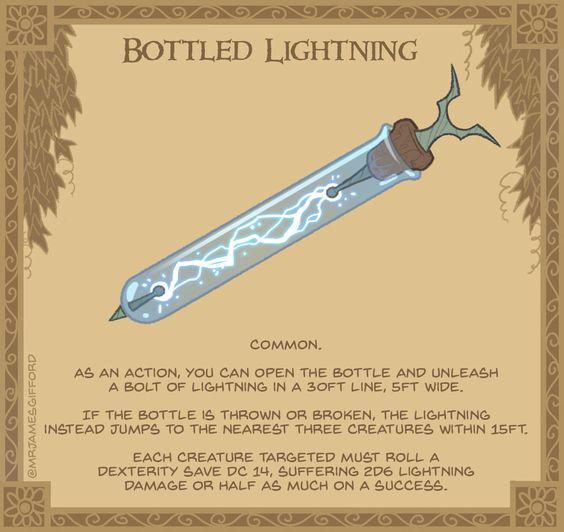 BOTTLED LIGHTNING
COMMON.
AS AN ACTION, YOU CAN OPEN THE BOTTLE AND UNLEASH
A BOLT OF LIGHTNING IN A 30FT LINE, 5FT WIDE.
IF THE BOTTLE IS THROWN OR BROKEN, THE LIGHTNING
INSTEAD JUMPS TO THE NEAREST THREE CREATURES WITHIN 15FT.
EACH CREATURE TARGETED MUST ROLL A
DEXTERITY SAVE DC 14, SUFFERING 2D6 LIGHTNING
DAMAGE OR HALF AS MUCH ON A SUCCESS.
@MRJAMESGIFFORD